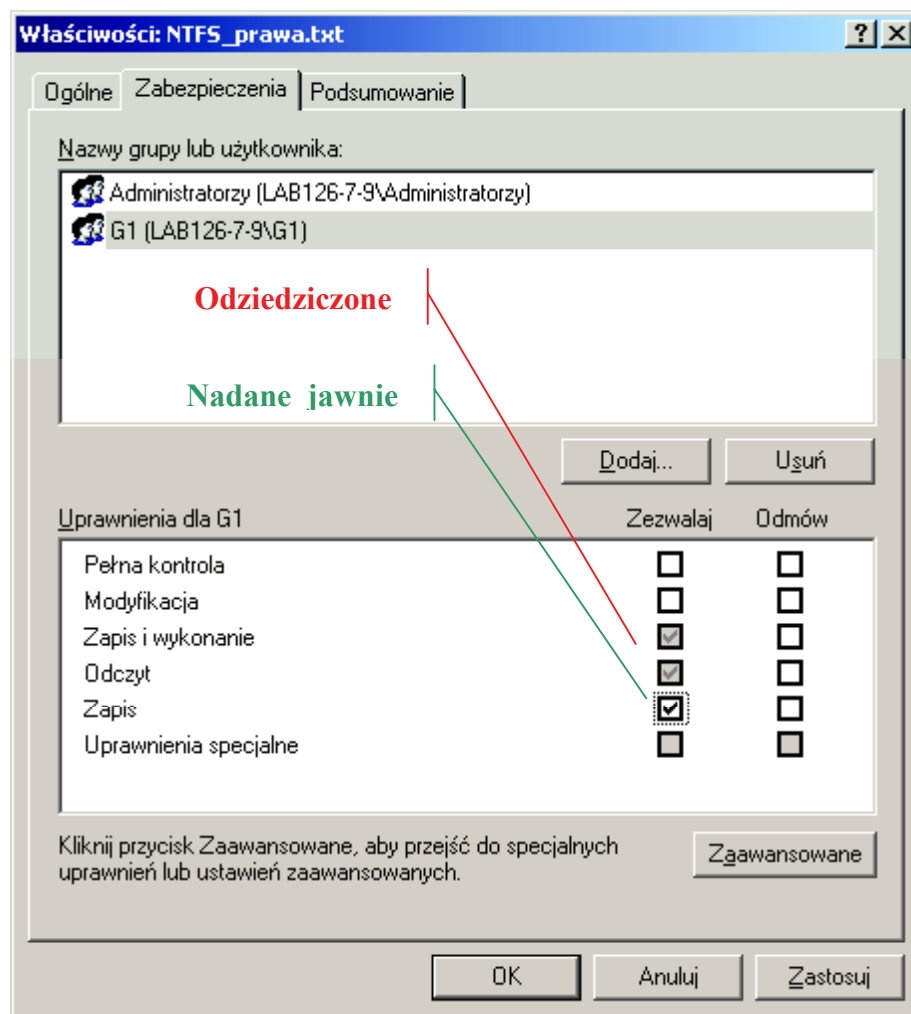 Właściwości: NTFS_prawa.txt
Ogólne Zabezpieczenia Podsumowanie
Nazwy grupy lub użytkownika:
Administratorzy (LAB126-7-9\Administratorzy)
G1 (LAB126-7-9\G1)
Odziedziczone
Nadane jawnie
Dodaj... Usuń
Uprawnienia dla G1 Zezwalaj Odmów
Pełna kontrola
Modyfikacja
Zapis i wykonanie
Odczyt
Zapis
Uprawnienia specjalne
Kliknij przycisk Zaawansowane, aby przejść do specjalnych
uprawnień lub ustawień zaawansowanych.
Zaawansowane
OK Anuluj Zastosuj